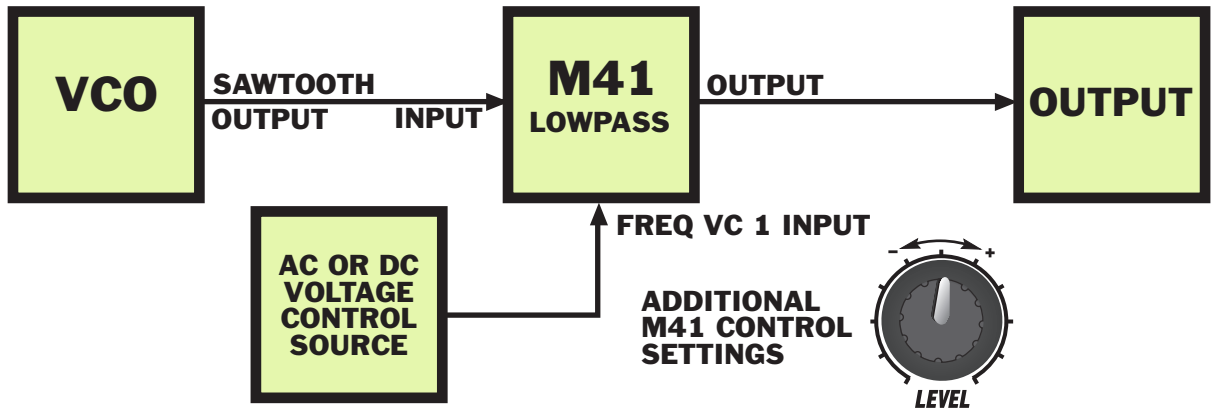 VCO
SAWTOOTH
OUTPUT
INPUT
M41
LOWPASS
OUTPUT
OUTPUT
AC OR DC
VOLTAGE
CONTROL
SOURCE
FREQ VC 1 INPUT
ADDITIONAL
M41 CONTROL
SETTINGS
– +
LEVEL